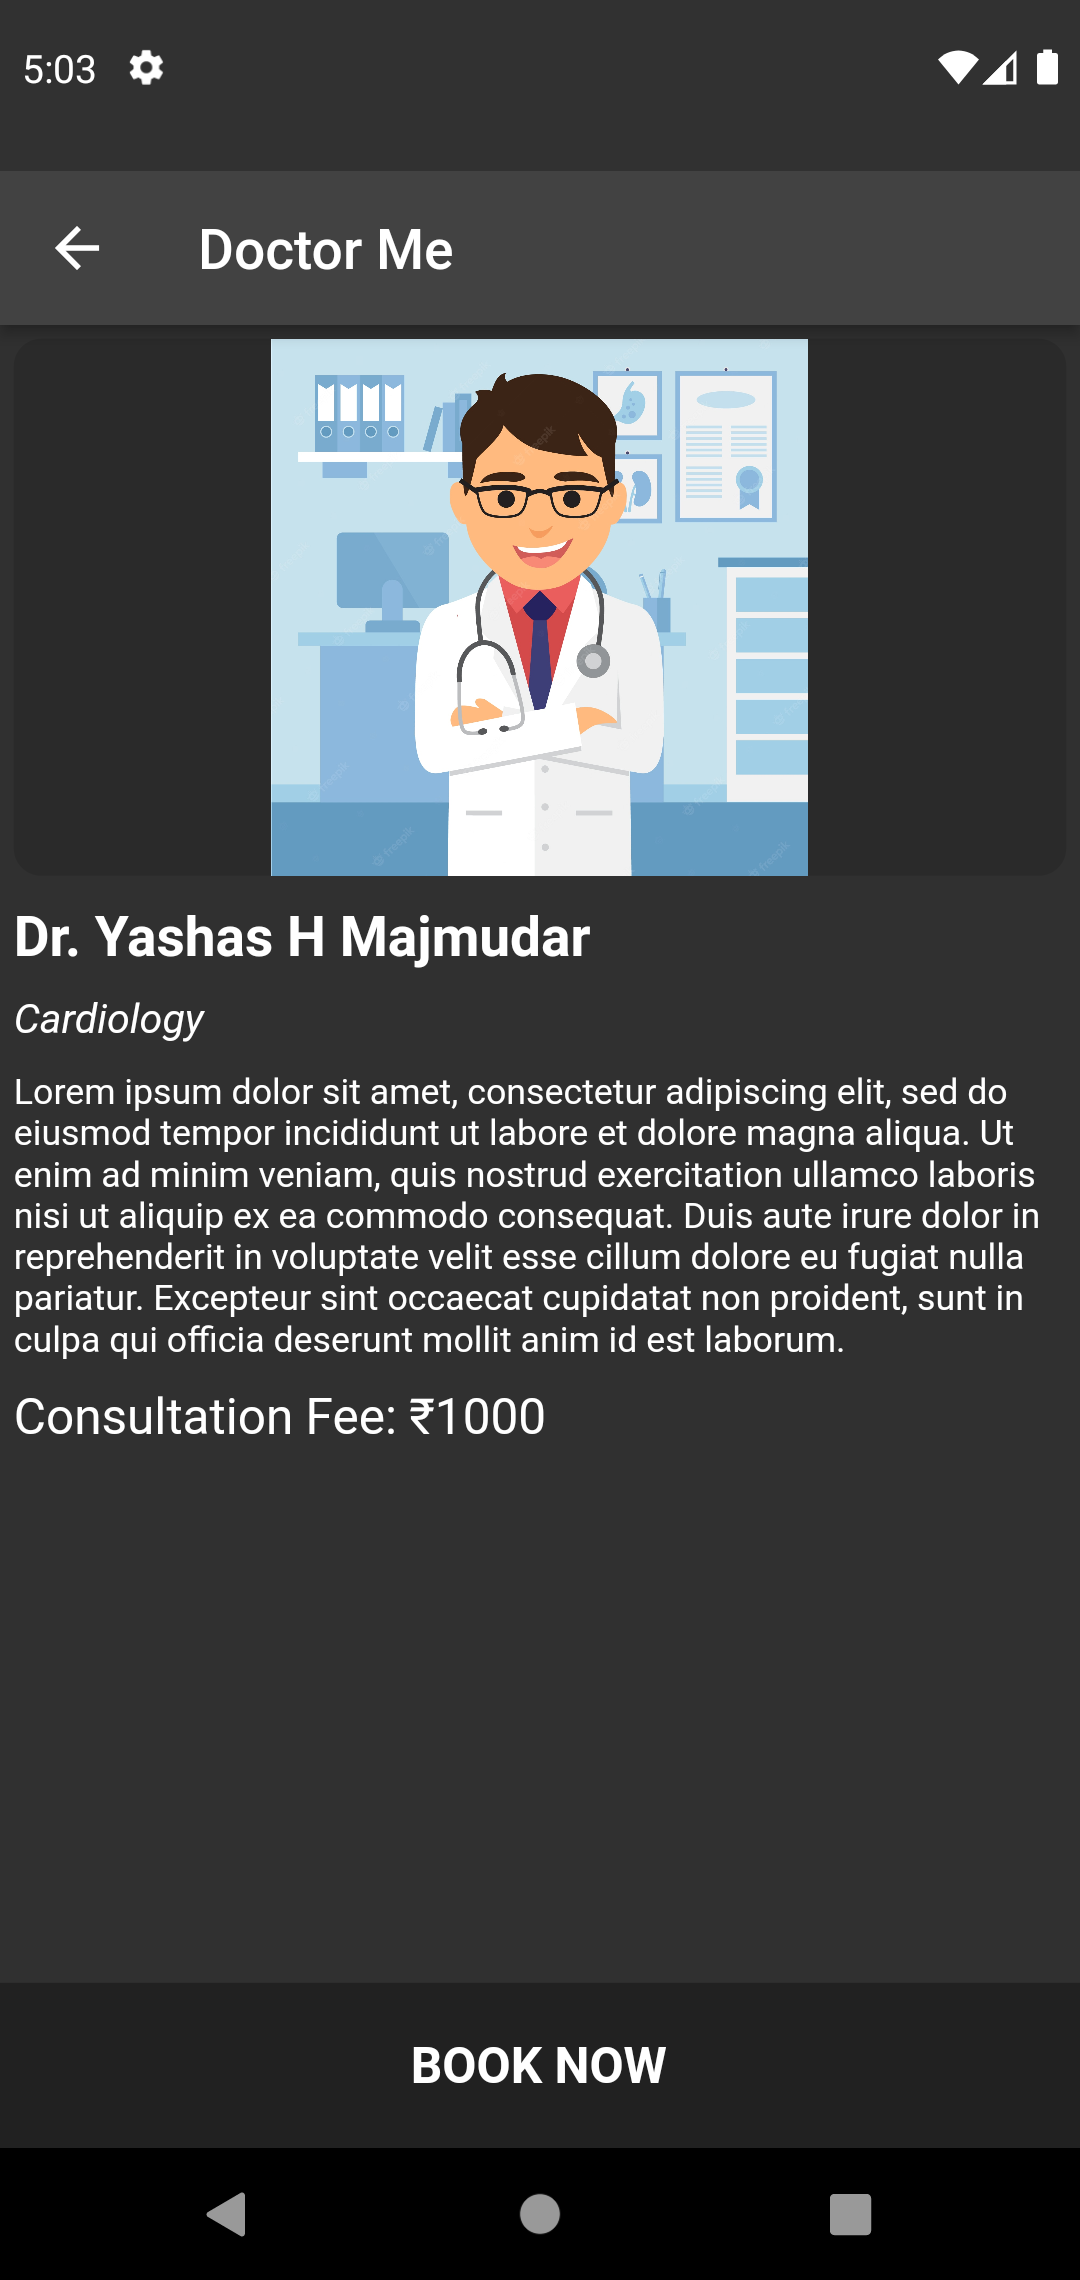 5:03
Doctor Me
freepik
Dr. Yashas H Majmudar
Cardiology
Lorem ipsum dolor sit amet, consectetur adipiscing elit, sed do
eiusmod tempor incididunt ut labore et dolore magna aliqua. Ut
enim ad minim veniam, quis nostrud exercitation ullamco laboris
nisi ut aliquip ex ea commodo consequat. Duis aute irure dolor in
reprehenderit in voluptate velit esse cillum dolore eu fugiat nulla
pariatur. Excepteur sint occaecat cupidatat non proident, sunt in
culpa qui officia deserunt mollit anim id est laborum.
Consultation Fee: ₹1000
BOOK NOW